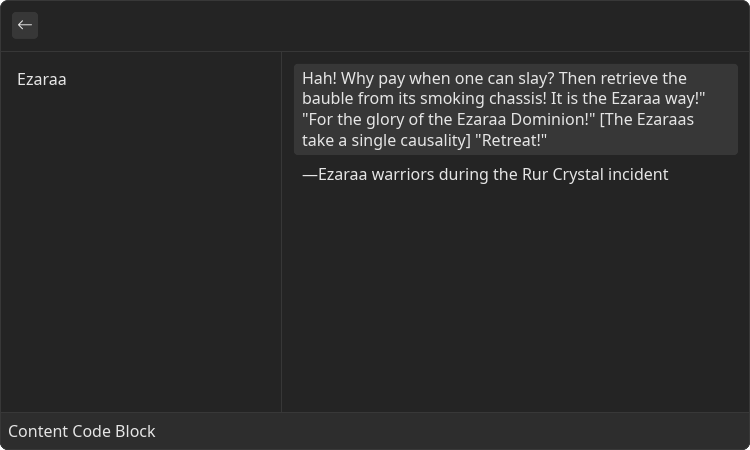 Ezaraa
Hah! Why pay when one can slay? Then retrieve the
bauble from its smoking chassis! It is the Ezaraa way!"
"For the glory of the Ezaraa Dominion!" [The Ezaraas
take a single causality] "Retreat!"
—Ezaraa warriors during the Rur Crystal incident
Content Code Block